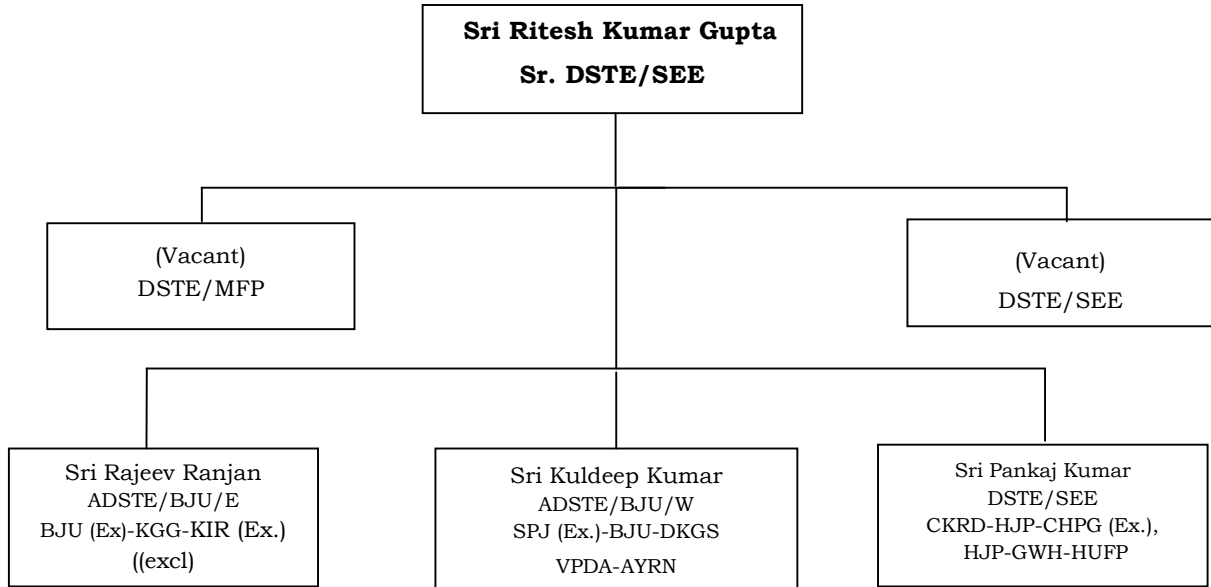 Sri Ritesh Kumar Gupta
Sr. DSTE/SEE
(Vacant)
DSTE/MFP
(Vacant)
DSTE/SEE
Sri Rajeev Ranjan
ADSTE/BJU/E
BJU (Ex)-KGG-KIR (Ex.)
((excl)
Sri Kuldeep Kumar
ADSTE/BJU/W
SPJ (Ex.)-BJU-DKGS
VPDA-AYRN
Sri Pankaj Kumar
DSTE/SEE
CKRD-HJP-CHPG (Ex.),
HJP-GWH-HUFP